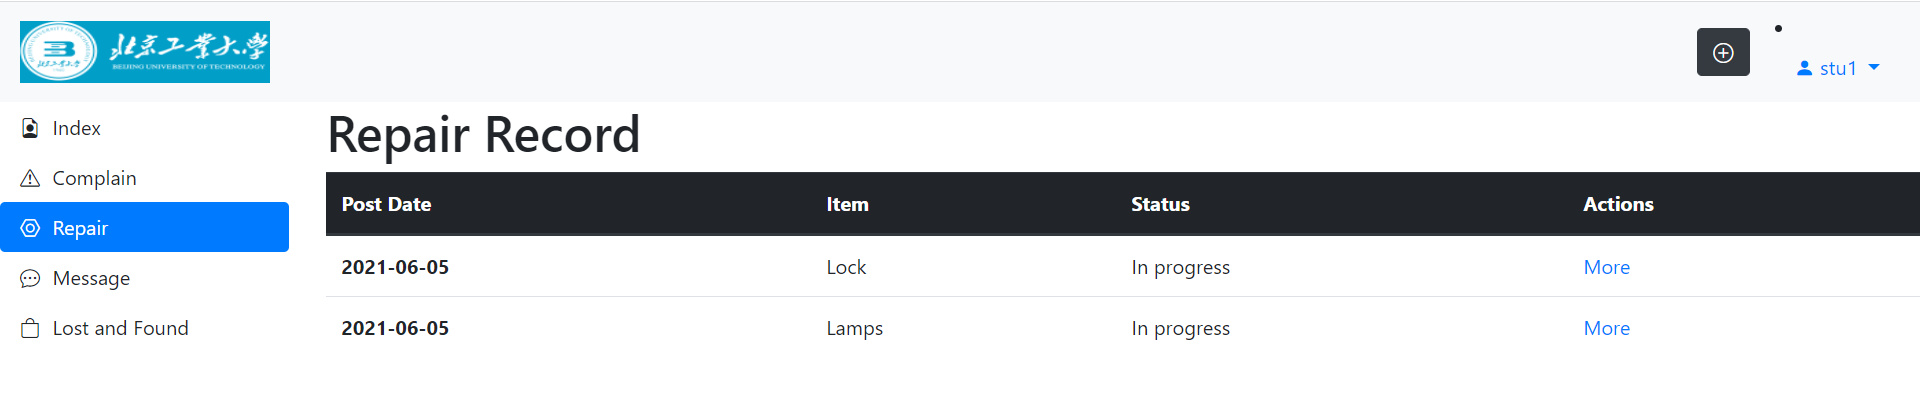 北京工业大学
BEIJING UNIVERSITY OF TECHNOLOGY
stu1
Index
Complain
Repair
Message
Lost and Found
Repair Record
Post Date Item Status Actions
2021-06-05 Lock In progress More
2021-06-05 Lamps In progress More